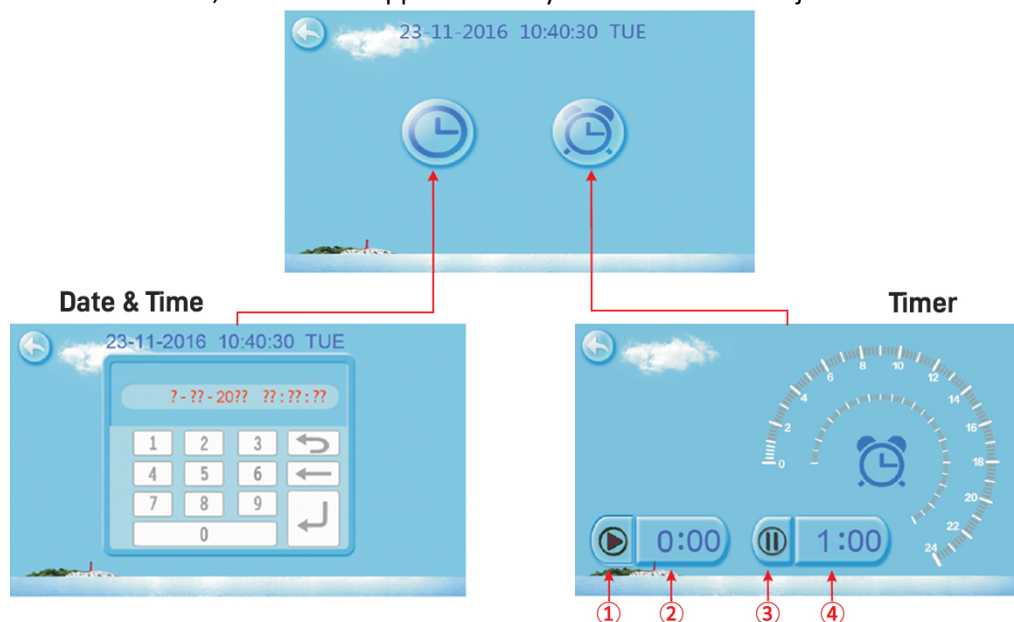 23-11-2016 10:40:30 TUE
Date & Time
Timer
23-11-2016 10:40:30 TUE
?-??-20?? ??:??:??
1 2 3
4 5 6
7 8 9
0
0 2 4 6 8 10 12 14 16 18 20 22 24
0:00 1:00
① ② ③ ④